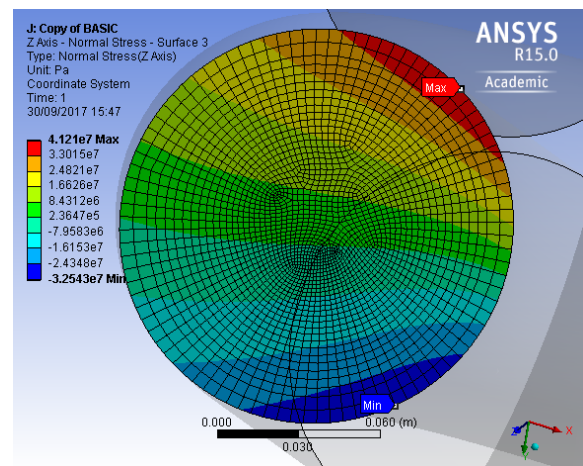 J: Copy of BASIC
Z Axis - Normal Stress - Surface 3
Type: Normal Stress(Z Axis)
Unit: Pa
Coordinate System
Time: 1
30/09/2017 15:47
ANSYS
R15.0
Academic
4.121e7 Max
3.3015e7
2.4821e7
1.6626e7
8.4312e6
2.3647e5
-7.9583e6
-1.6153e7
-2.4348e7
-3.2543e7 Min
Max
Min
0.000
0.060 (m)
0.030
X
Y
Z